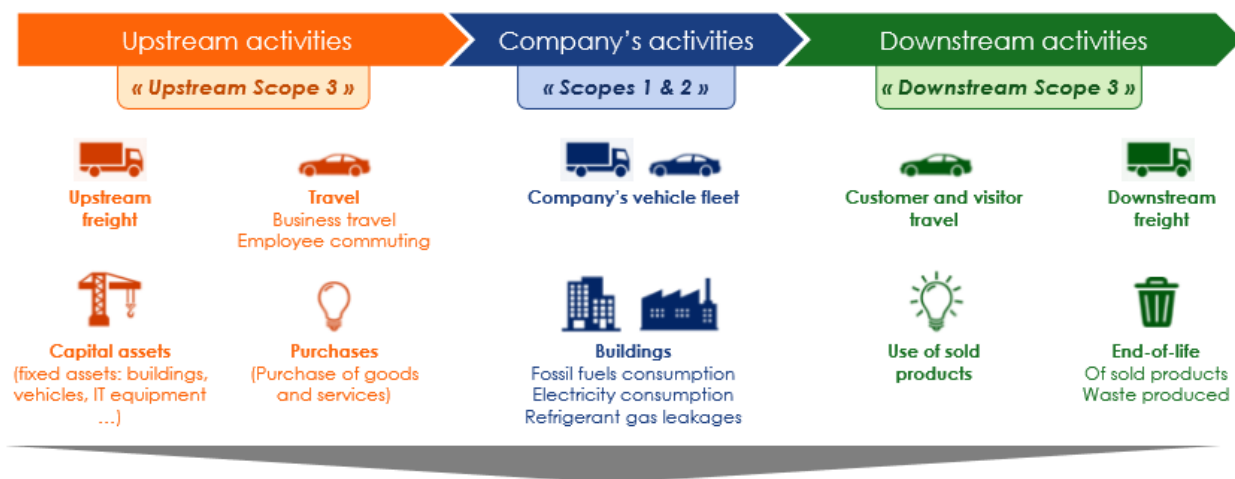 Upstream activities
Company's activities
Downstream activities
« Upstream Scope 3 »
« Scopes 1 & 2 »
« Downstream Scope 3 »
Upstream
freight
Travel
Business travel
Employee commuting
Company's vehicle fleet
Customer and visitor
travel
Downstream
freight
Capital assets
(fixed assets: buildings,
vehicles, IT equipment
…)
Purchases
(Purchase of goods
and services)
Buildings
Fossil fuels consumption
Electricity consumption
Refrigerant gas leakages
Use of sold
products
End-of-life
Of sold products
Waste produced